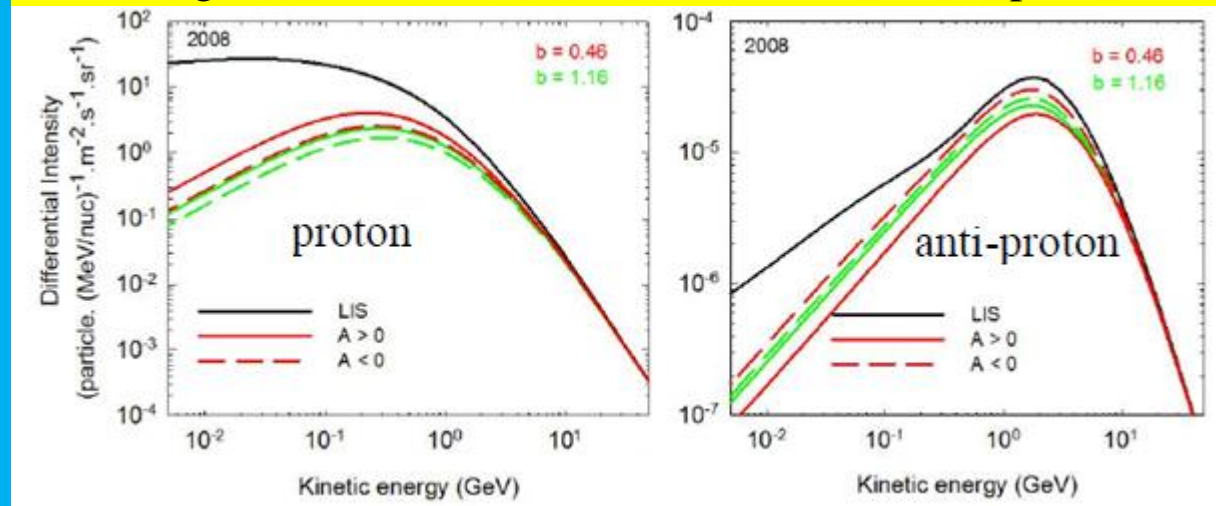 2008
b = 0.46
b = 1.16
proton
LIS
A > 0
A < 0
10²
10¹
10⁰
10⁻¹
10⁻²
10⁻³
10⁻⁴
10⁻² 10⁻¹ 10⁰ 10¹
Kinetic energy (GeV)
Differential Intensity
(particle. (MeV/nuc)⁻¹.m⁻².s⁻¹.sr⁻¹)
2008
b = 0.46
b = 1.16
anti-proton
LIS
A > 0
A < 0
10⁻⁴
10⁻⁵
10⁻⁶
10⁻⁷
10⁻² 10⁻¹ 10⁰ 10¹
Kinetic energy (GeV)